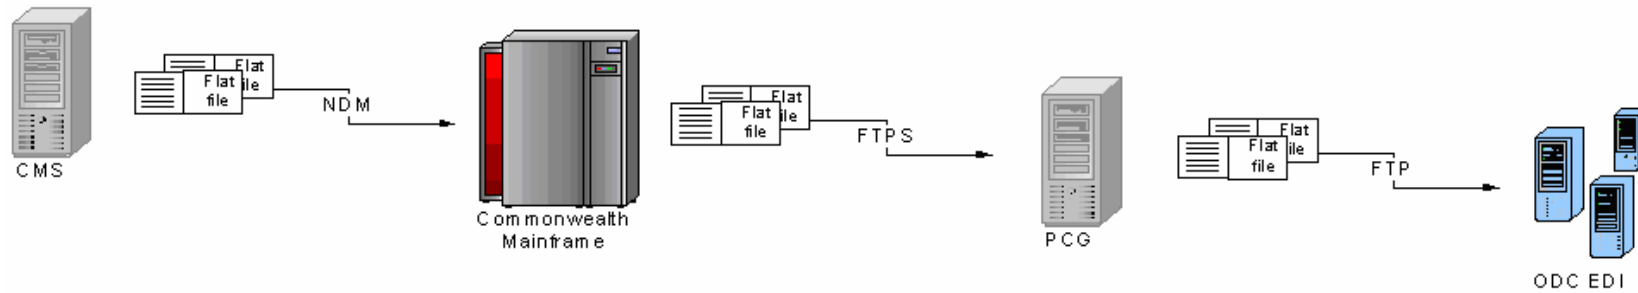 CMS
Flat
file
Flat
ile
NDM
Commonwealth
Mainframe
Flat
file
Flat
ile
FTPS
PCG
Flat
file
Flat
ile
FTP
ODC EDI